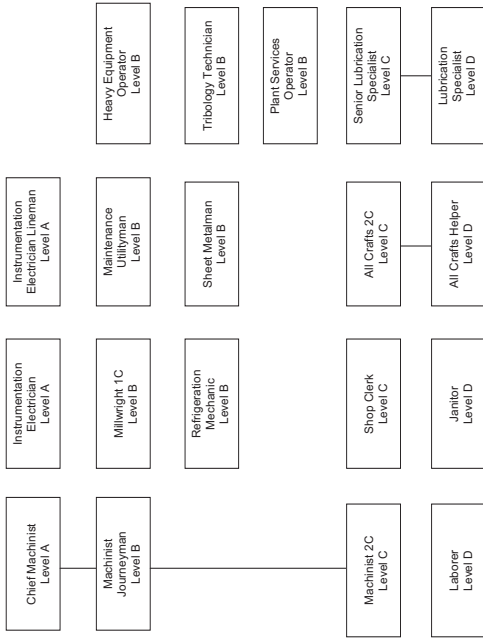 Chief Machinist
Level A
Instrumentation
Electrician
Level A
Instrumentation
Electrician Lineman
Level A
Machinist
Journeyman
Level B
Millwright 1C
Level B
Maintenance
Utilityman
Level B
Heavy Equipment
Operator
Level B
Refrigeration
Mechanic
Level B
Sheet Metalman
Level B
Tribology Technician
Level B
Plant Services
Operator
Level B
Machinist 2C
Level C
Shop Clerk
Level C
All Crafts 2C
Level C
Senior Lubrication
Specialist
Level C
Laborer
Level D
Janitor
Level D
All Crafts Helper
Level D
Lubrication
Specialist
Level D